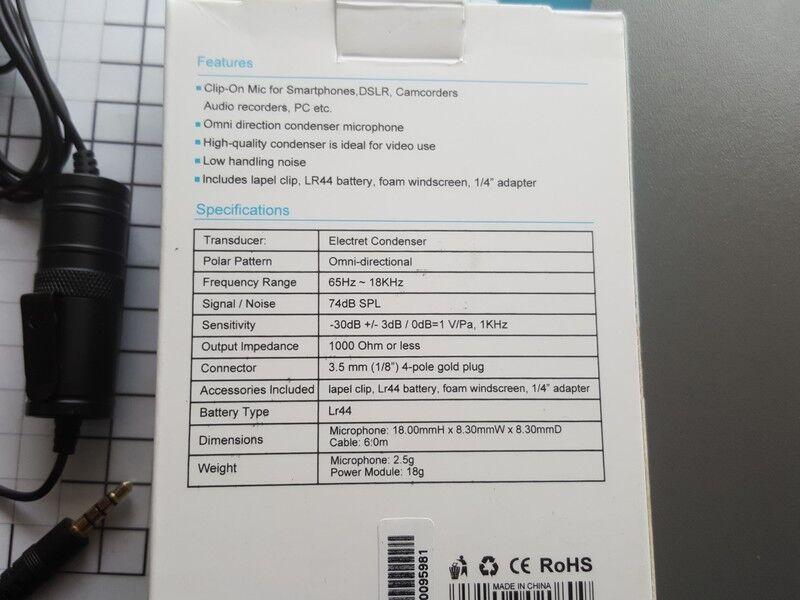 Features
Clip-On Mic for Smartphones,DSLR, Camcorders
Audio recorders, PC etc.
Omni direction condenser microphone
High-quality condenser is ideal for video use
Low handling noise
Includes lapel clip, LR44 battery, foam windscreen, 1/4” adapter
Specifications
Transducer: Electret Condenser
Polar Pattern Omni-directional
Frequency Range 65Hz ~ 18KHz
Signal / Noise 74dB SPL
Sensitivity -30dB +/- 3dB / 0dB=1 V/Pa, 1KHz
Output Impedance 1000 Ohm or less
Connector 3.5 mm (1/8”) 4-pole gold plug
Accessories Included lapel clip, Lr44 battery, foam windscreen, 1/4” adapter
Battery Type Lr44
Dimensions Microphone: 18.00mmH x 8.30mmW x 8.30mmD
Cable: 6:0m
Weight Microphone: 2.5g
Power Module: 18g
CE RoHS
MADE IN CHINA